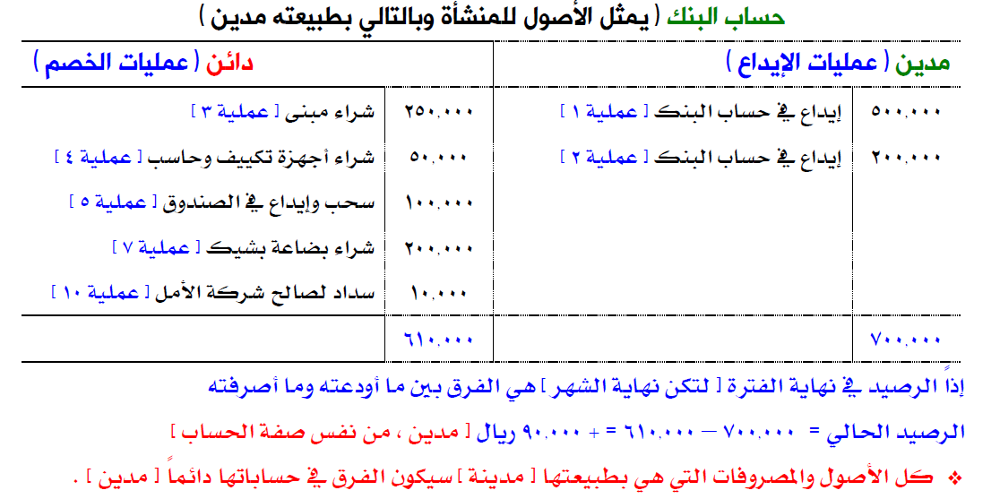 حساب البنك ( يمثل الأصول للمنشأة وبالتالي بطبيعته مدين )
مدين ( عمليات الإيداع ) دائن ( عمليات الخصم )
٥٠٠,٠٠٠ إيداع في حساب البنك [ عملية ١ ] ٢٥٠,٠٠٠ شراء مبنى [ عملية ٣ ]
٢٠٠,٠٠٠ إيداع في حساب البنك [ عملية ٢ ] ٥٠,٠٠٠ شراء أجهزة تكييف وحاسب [ عملية ٤ ]
١٠٠,٠٠٠ سحب وإيداع في الصندوق [ عملية ٥ ]
٢٠٠,٠٠٠ شراء بضاعة بشيك [ عملية ٧ ]
١٠,٠٠٠ سداد لصالح شركة الأمل [ عملية ١٠ ]
٧٠٠,٠٠٠ ٦١٠,٠٠٠
إذاً الرصيد في نهاية الفترة [ لتكن نهاية الشهر ] هي الفرق بين ما أودعته وما أصرفته
الرصيد الحالي = ٧٠٠,٠٠٠ – ٦١٠,٠٠٠ = + ٩٠,٠٠٠ ريال [ مدين ، من نفس صفة الحساب ]
❖ كل الأصول والمصروفات التي هي بطبيعتها [ مدينة ] سيكون الفرق في حساباتها دائماً [ مدين ] .